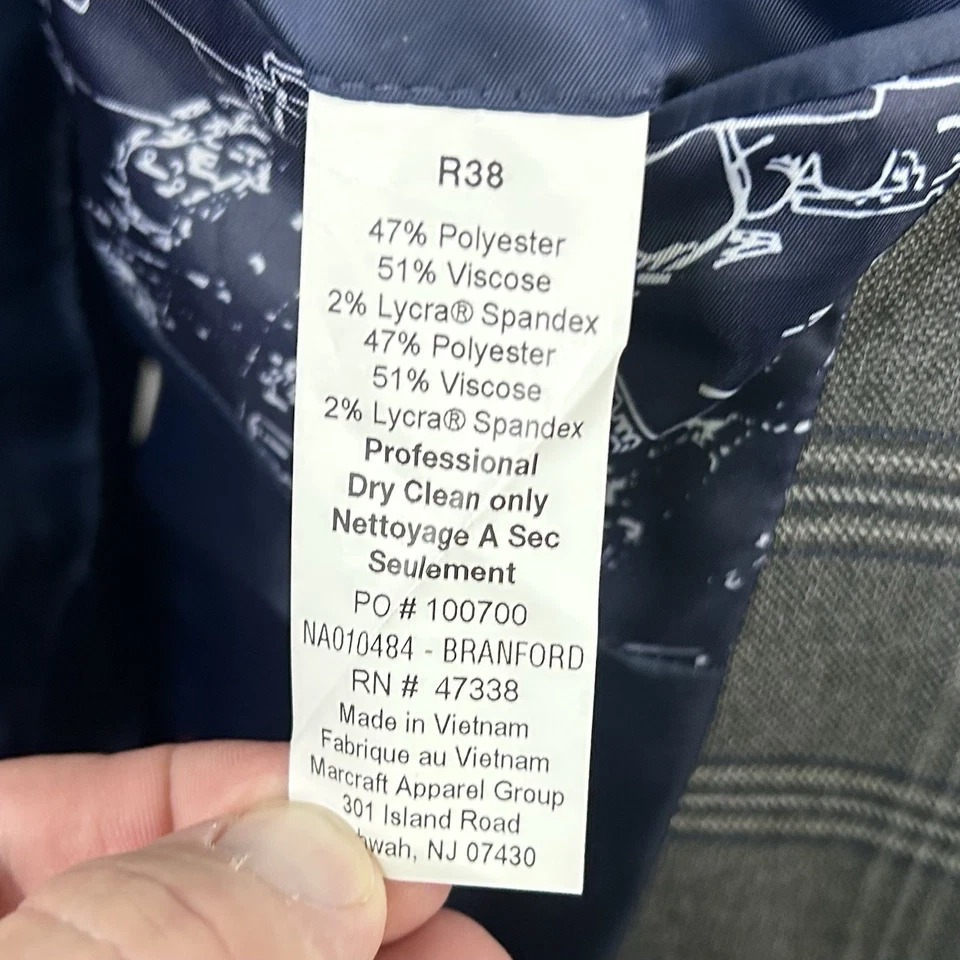 R38
47% Polyester
51% Viscose
2% Lycra® Spandex
47% Polyester
51% Viscose
2% Lycra® Spandex
Professional
Dry Clean only
Nettoyage A Sec
Seulement
PO # 100700
NA010484 - BRANFORD
RN # 47338
Made in Vietnam
Fabrique au Vietnam
Marcraft Apparel Group
301 Island Road
NJ 07430